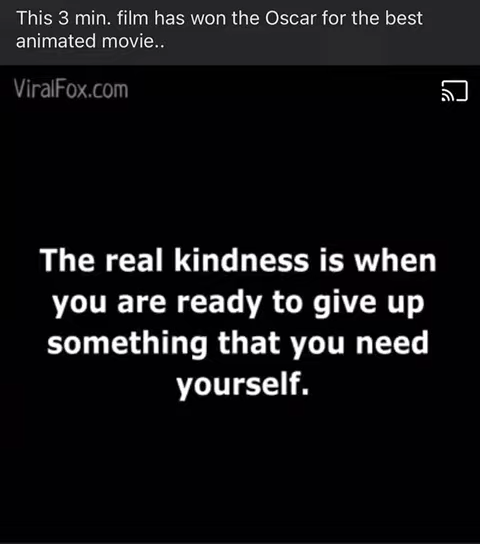 This 3 min. film has won the Oscar for the best
animated movie..
ViralFox.com
The real kindness is when
you are ready to give up
something that you need
yourself.